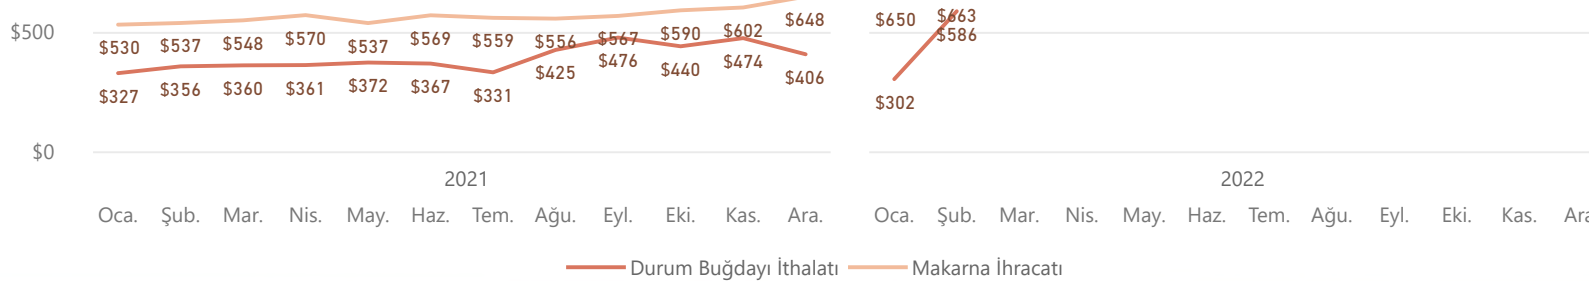 $500
$530 $537 $548 $570 $537 $569 $559 $556 $567 $590 $602 $648 $650 $663
$327 $356 $360 $361 $372 $367 $331 $425 $476 $440 $474 $406 $302 $586
$0
2021 2022
Oca. Şub. Mar. Nis. May. Haz. Tem. Ağu. Eyl. Eki. Kas. Ara. Oca. Şub. Mar. Nis. May. Haz. Tem. Ağu. Eyl. Eki. Kas. Ara
Durum Buğdayı İthalatı Makarna İhracatı